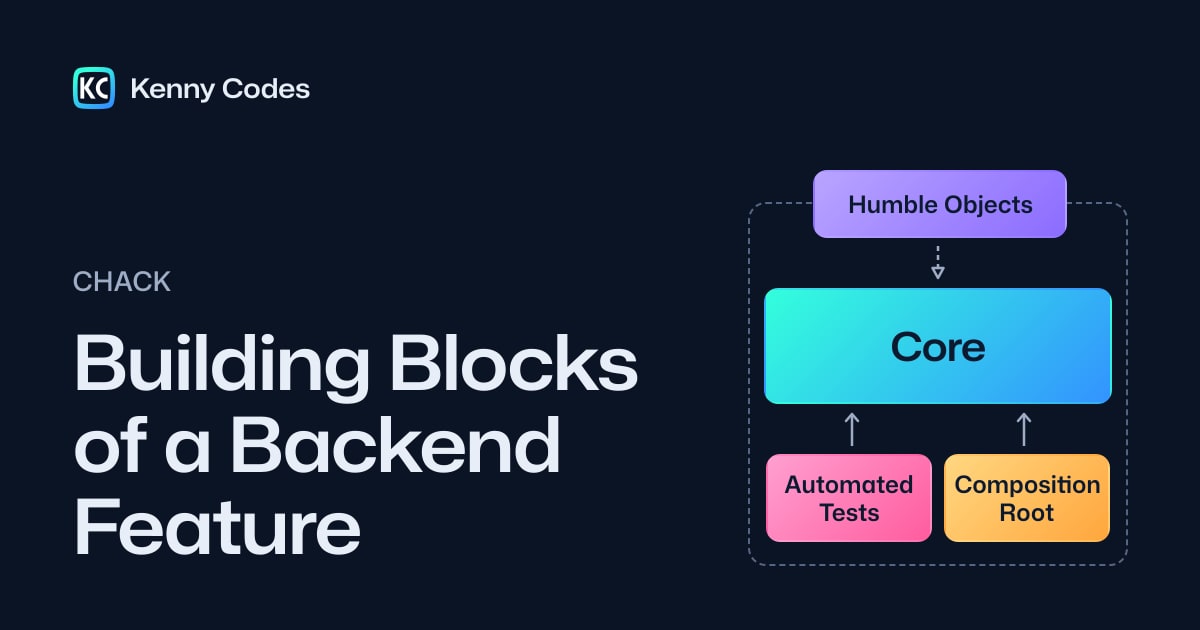 KC Kenny Codes
CHACK
Building Blocks
of a Backend
Feature
Humble Objects
Core
Automated
Tests
Composition
Root